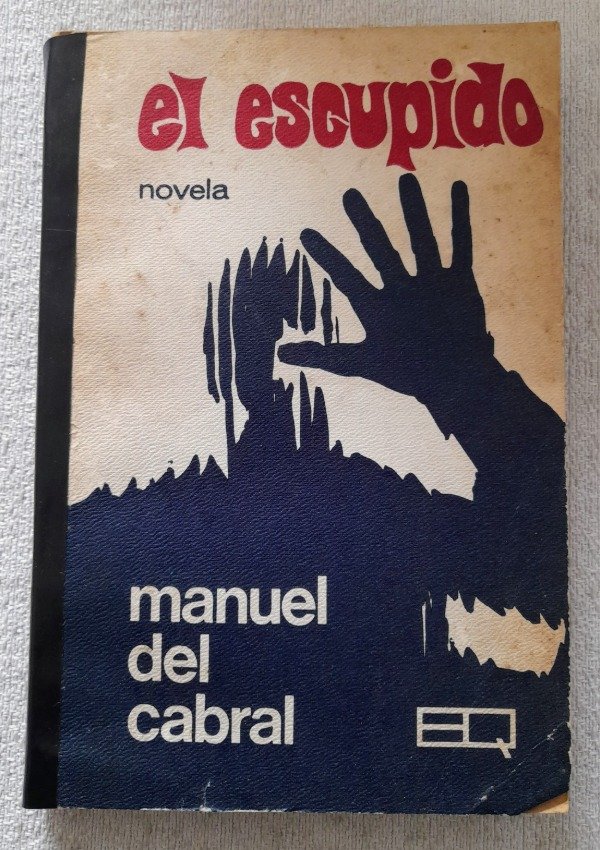 el escupido
novela
manuel
del
cabral
EQ